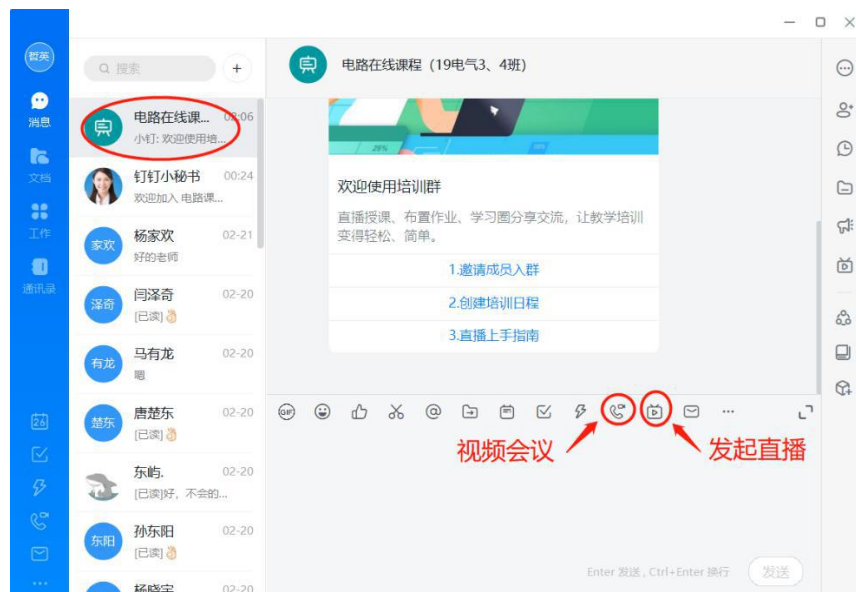 哲英
搜索
+
电路在线课程（19电气3、4班）
消息
电路在线课... 02:06
小钉: 欢迎使用培...
文档
钉钉小秘书 00:24
欢迎加入 电路课...
工作
家欢
杨家欢 02-21
好的老师
通讯录
泽奇
闫泽奇 02-20
[已读]👌
有龙
马有龙 02-20
嗯
26
楚东
唐楚东 02-20
[已读]👌
东屿. 02-20
[已读]好，不会的...
东阳
孙东阳 02-20
[已读]👌
杨晓宇 02-20
25%
欢迎使用培训群
直播授课、布置作业、学习圈分享交流，让教学培训
变得轻松、简单。
1.邀请成员入群
2.创建培训日程
3.直播上手指南
GIF
视频会议
发起直播
Enter 发送, Ctrl+Enter 换行
发送